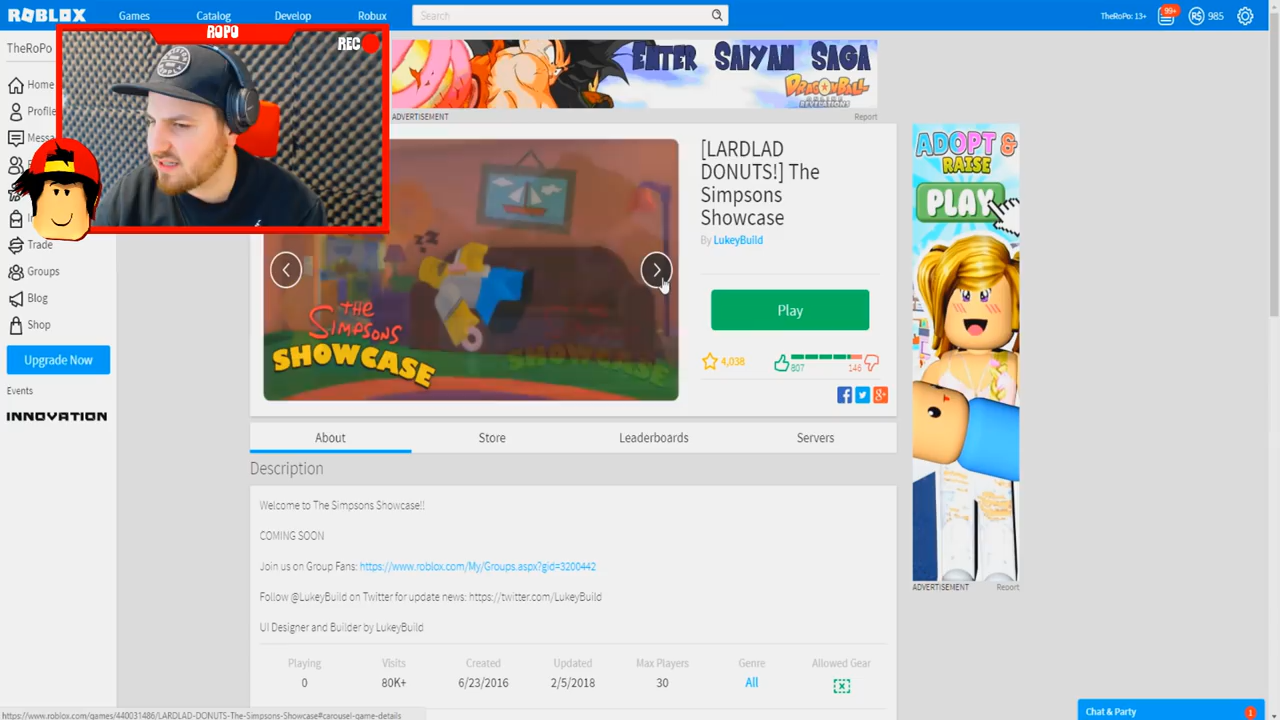 ROBLOX Games Catalog Develop Robux Search TheRoPo: 13+ 99+ 985
TheRoPo
ROPO
REC
Home
Profile
Messa
Trade
Groups
Blog
Shop
Upgrade Now
Events
INNOVATION
ENTER SAIYAN SAGA
DRAGON BALL
ONLINE
REVELATIONS
ADVERTISEMENT Report
THE
SIMPSONS
SHOWCASE
[LARDLAD
DONUTS!] The
Simpsons
Showcase
By LukeyBuild
Play
4,038 807 146
ADOPT &
RAISE
PLAY
ADVERTISEMENT Report
About Store Leaderboards Servers
Description
Welcome to The Simpsons Showcase!!
COMING SOON
Join us on Group Fans: https://www.roblox.com/My/Groups.aspx?gid=3200442
Follow @LukeyBuild on Twitter for update news: https://twitter.com/LukeyBuild
UI Designer and Builder by LukeyBuild
Playing Visits Created Updated Max Players Genre Allowed Gear
0 80K+ 6/23/2016 2/5/2018 30 All
https://www.roblox.com/games/440031486/LARDLAD-DONUTS-The-Simpsons-Showcase#carousel-game-details
Chat & Party 1